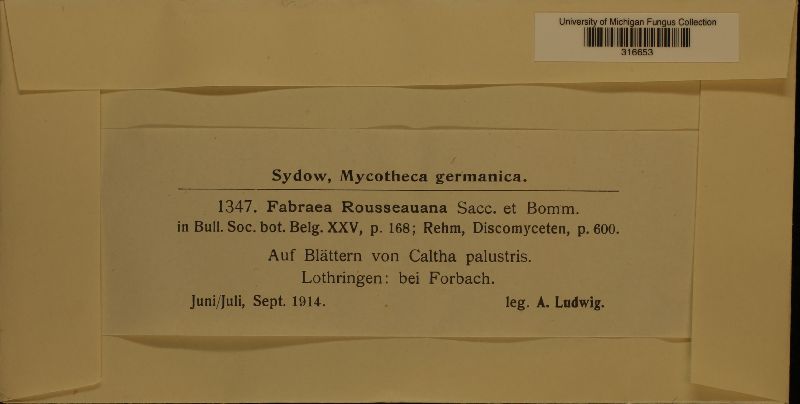 University of Michigan Fungus Collection
316653
Sydow, Mycotheca germanica.
1347. Fabraea Rousseauana Sacc. et Bomm.
in Bull. Soc. bot. Belg. XXV, p. 168; Rehm, Discomyceten, p. 600.
Auf Blättern von Caltha palustris.
Lothringen: bei Forbach.
Juni/Juli, Sept. 1914. leg. A. Ludwig.